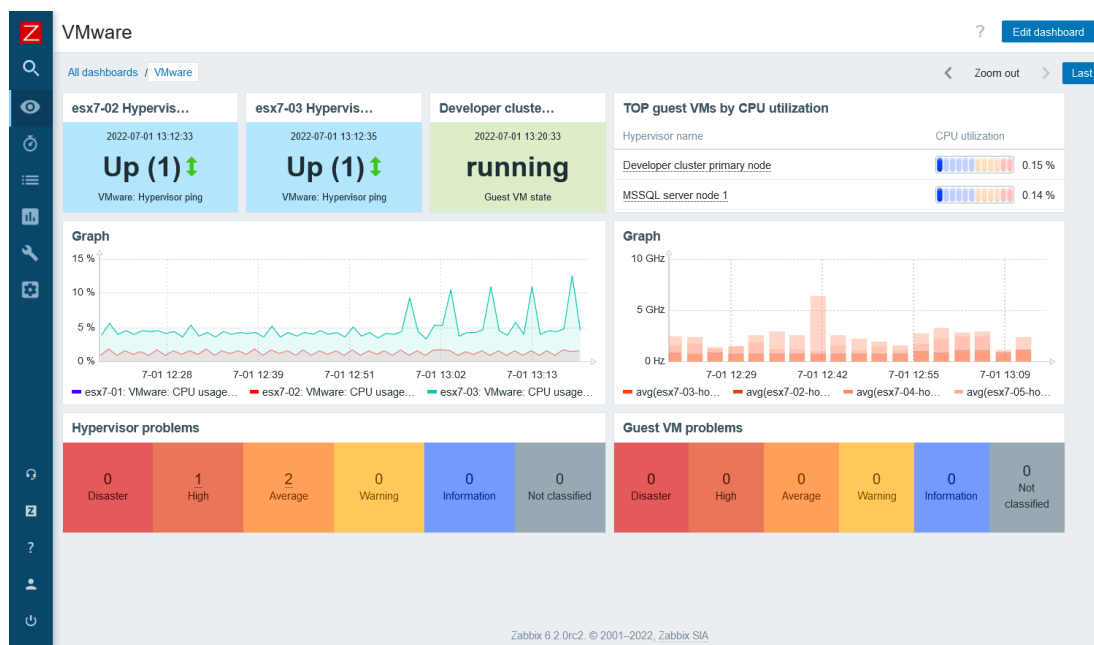 Z
VMware
?
Edit dashboard
All dashboards / VMware
Zoom out
Last
esx7-02 Hypervis...
2022-07-01 13:12:33
Up (1)
VMware: Hypervisor ping
esx7-03 Hypervis...
2022-07-01 13:12:35
Up (1)
VMware: Hypervisor ping
Developer cluste...
2022-07-01 13:20:33
running
Guest VM state
TOP guest VMs by CPU utilization
Hypervisor name CPU utilization
Developer cluster primary node 0.15 %
MSSQL server node 1 0.14 %
Graph
15 %
10 %
5 %
0 %
7-01 12:28 7-01 12:39 7-01 12:51 7-01 13:02 7-01 13:13
esx7-01: VMware: CPU usage... esx7-02: VMware: CPU usage... esx7-03: VMware: CPU usage...
Graph
10 GHz
5 GHz
0 Hz
7-01 12:29 7-01 12:42 7-01 12:55 7-01 13:09
avg(esx7-03-ho... avg(esx7-02-ho... avg(esx7-04-ho... avg(esx7-05-ho...
Hypervisor problems
0 1 2 0 0 0
Disaster High Average Warning Information Not classified
Guest VM problems
0 0 0 0 0 0
Disaster High Average Warning Information Not
classified
Z
?
Zabbix 6.2.0rc2. © 2001–2022, Zabbix SIA